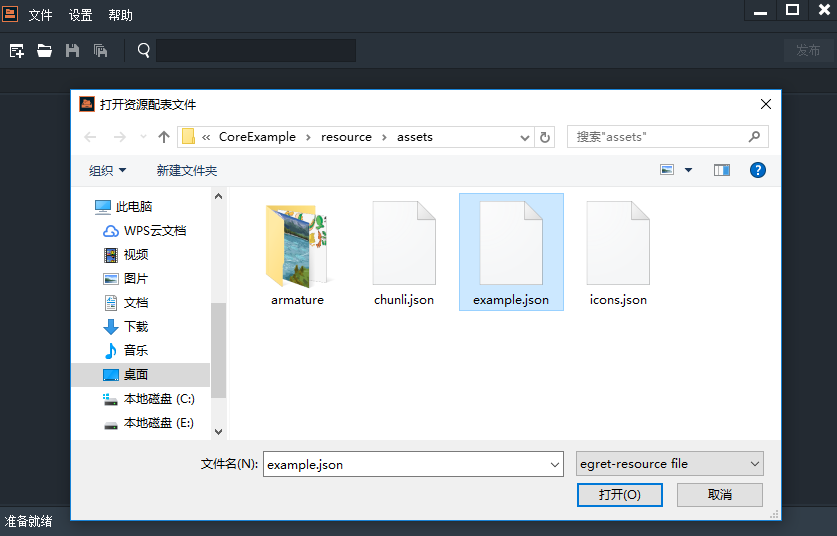 文件 设置 帮助
发布
打开资源配表文件
« CoreExample › resource › assets
搜索"assets"
组织 新建文件夹
此电脑
WPS云文档
视频
图片
文档
下载
音乐
桌面
本地磁盘 (C:)
本地磁盘 (E:)
armature
chunli.json
example.json
icons.json
文件名(N): example.json
egret-resource file
打开(O) 取消
准备就绪